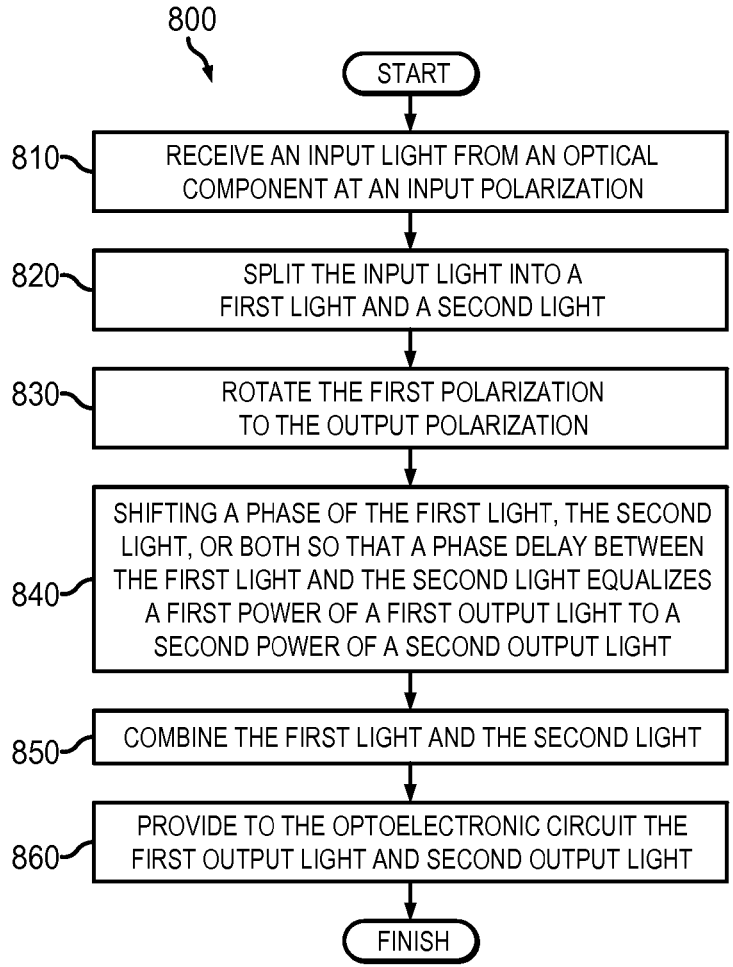 800
START
810
RECEIVE AN INPUT LIGHT FROM AN OPTICAL
COMPONENT AT AN INPUT POLARIZATION
820
SPLIT THE INPUT LIGHT INTO A
FIRST LIGHT AND A SECOND LIGHT
830
ROTATE THE FIRST POLARIZATION
TO THE OUTPUT POLARIZATION
840
SHIFTING A PHASE OF THE FIRST LIGHT, THE SECOND
LIGHT, OR BOTH SO THAT A PHASE DELAY BETWEEN
THE FIRST LIGHT AND THE SECOND LIGHT EQUALIZES
A FIRST POWER OF A FIRST OUTPUT LIGHT TO A
SECOND POWER OF A SECOND OUTPUT LIGHT
850
COMBINE THE FIRST LIGHT AND THE SECOND LIGHT
860
PROVIDE TO THE OPTOELECTRONIC CIRCUIT THE
FIRST OUTPUT LIGHT AND SECOND OUTPUT LIGHT
FINISH